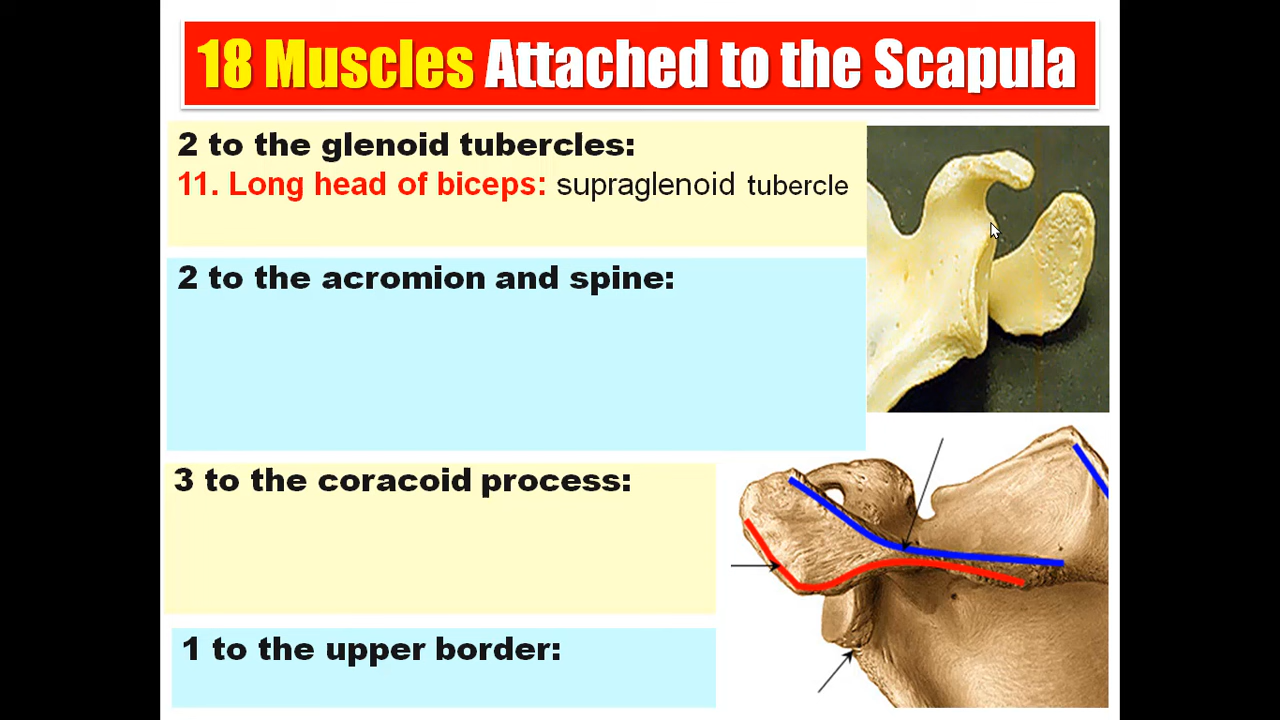 18 Muscles Attached to the Scapula
2 to the glenoid tubercles:
11. Long head of biceps: supraglenoid tubercle
2 to the acromion and spine:
3 to the coracoid process:
1 to the upper border: